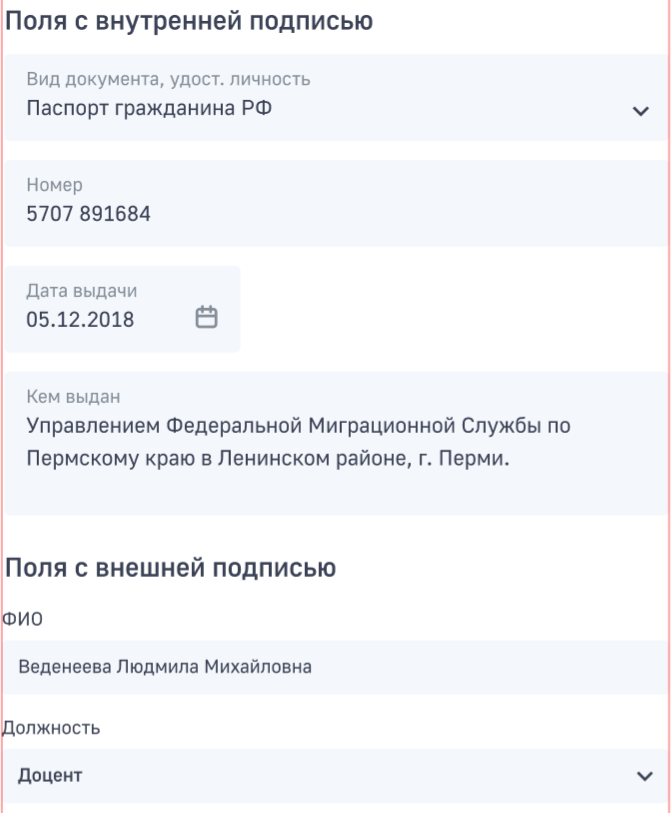 Поля с внутренней подписью
Вид документа, удост. личность
Паспорт гражданина РФ
Номер
5707 891684
Дата выдачи
05.12.2018
Кем выдан
Управлением Федеральной Миграционной Службы по
Пермскому краю в Ленинском районе, г. Перми.
Поля с внешней подписью
ФИО
Веденеева Людмила Михайловна
Должность
Доцент